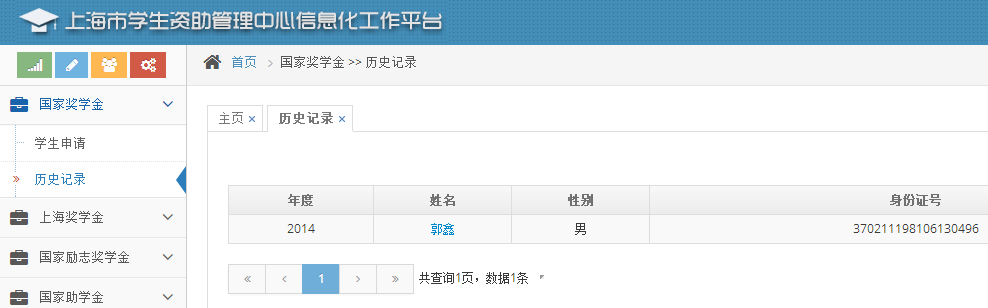 上海市学生资助管理中心信息化工作平台
首页 > 国家奖学金 >> 历史记录
国家奖学金
学生申请
» 历史记录
上海奖学金
国家励志奖学金
国家助学金
主页 × 历史记录 ×
年度 姓名 性别 身份证号
2014 郭鑫 男 370211198106130496
« ‹ 1 › » 共查询1页，数据1条